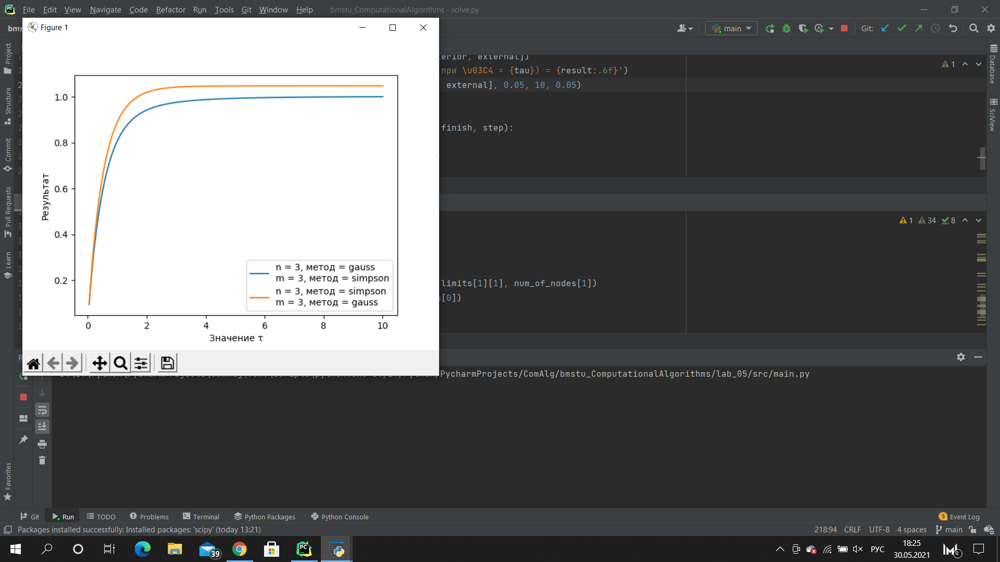 File Edit View Navigate Code Refactor Run Tools Git Window Help bmstu_ComputationalAlgorithms - solve.py
Figure 1
main
Git:
external])
при \u03C4 = {tau}) = {result:.6f}')
external], 0.05, 10, 0.05)
1
finish, step):
1 34 8
limits[1][1], num_of_nodes[1])
[0])
1.0
0.8
0.6
0.4
0.2
Результат
n = 3, метод = gauss
m = 3, метод = simpson
n = 3, метод = simpson
m = 3, метод = gauss
0 2 4 6 8 10
Значение τ
Project
Structure
Commit
Pull Requests
Learn
Favorites
Database
SciView
/PycharmProjects/ComAlg/bmstu_ComputationalAlgorithms/lab_05/src/main.py
Git Run TODO Problems Terminal Python Packages Python Console 5 Event Log
Packages installed successfully: Installed packages: 'scipy' (today 13:21) 218:94 CRLF UTF-8 4 spaces main
39
РУС
18:25
30.05.2021
2